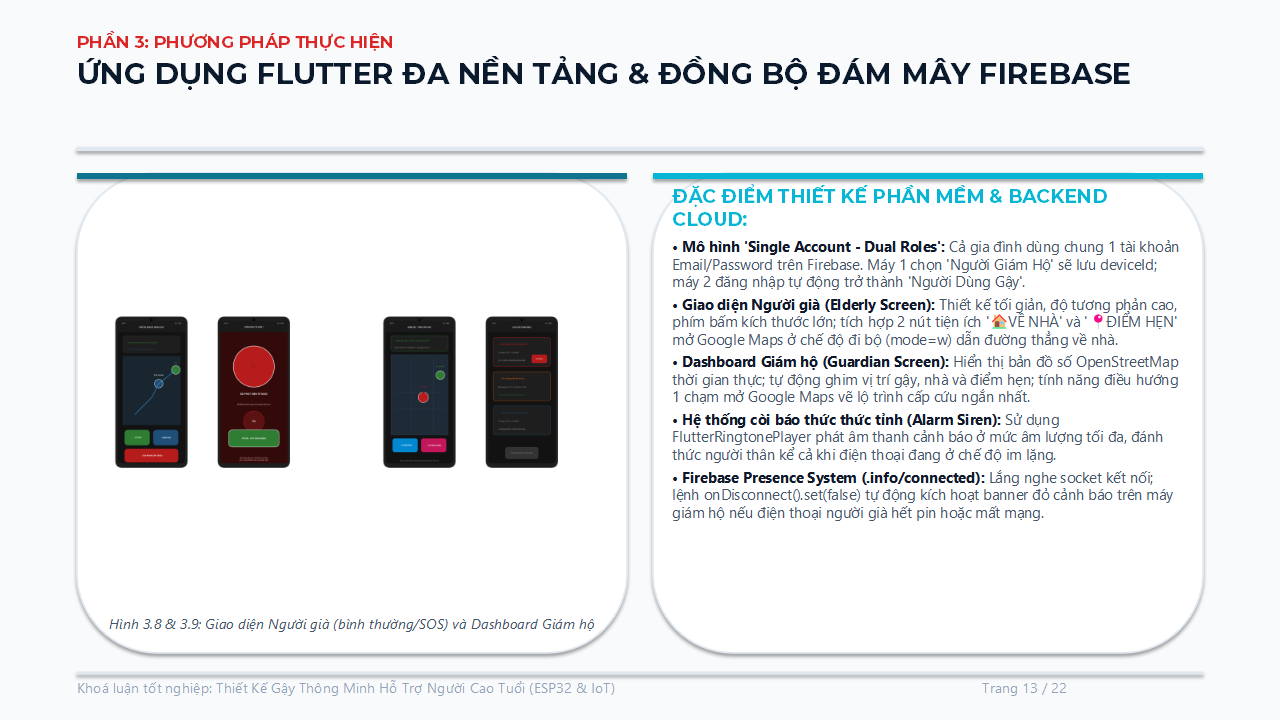 PHẦN 3: PHƯƠNG PHÁP THỰC HIỆN
ỨNG DỤNG FLUTTER ĐA NỀN TẢNG & ĐỒNG BỘ ĐÁM MÂY FIREBASE
Hình 3.8 & 3.9: Giao diện Người già (bình thường/SOS) và Dashboard Giám hộ
ĐẶC ĐIỂM THIẾT KẾ PHẦN MỀM & BACKEND
CLOUD:
• Mô hình 'Single Account - Dual Roles': Cả gia đình dùng chung 1 tài khoản
Email/Password trên Firebase. Máy 1 chọn 'Người Giám Hộ' sẽ lưu deviceId;
máy 2 đăng nhập tự động trở thành 'Người Dùng Gậy'.
• Giao diện Người già (Elderly Screen): Thiết kế tối giản, độ tương phản cao,
phím bấm kích thước lớn; tích hợp 2 nút tiện ích '🏠VỀ NHÀ' và '📍ĐIỂM HẸN'
mở Google Maps ở chế độ đi bộ (mode=w) dẫn đường thẳng về nhà.
• Dashboard Giám hộ (Guardian Screen): Hiển thị bản đồ số OpenStreetMap
thời gian thực; tự động ghim vị trí gậy, nhà và điểm hẹn; tính năng điều hướng
1 chạm mở Google Maps vẽ lộ trình cấp cứu ngắn nhất.
• Hệ thống còi báo thức thức tỉnh (Alarm Siren): Sử dụng
FlutterRingtonePlayer phát âm thanh cảnh báo ở mức âm lượng tối đa, đánh
thức người thân kể cả khi điện thoại đang ở chế độ im lặng.
• Firebase Presence System (.info/connected): Lắng nghe socket kết nối;
lệnh onDisconnect().set(false) tự động kích hoạt banner đỏ cảnh báo trên máy
giám hộ nếu điện thoại người già hết pin hoặc mất mạng.
Khoá luận tốt nghiệp: Thiết Kế Gậy Thông Minh Hỗ Trợ Người Cao Tuổi (ESP32 & IoT)
Trang 13 / 22